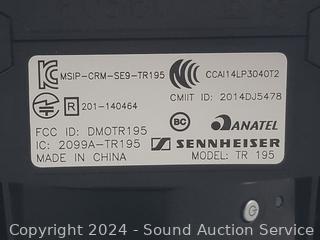 MSIP-CRM-SE9-TR195
CCAI14LP3040T2
R 201-140464
CMIIT ID: 2014DJ5478
FCC ID: DMOTR195
BC
ANATEL
IC: 2099A-TR195
SENNHEISER
MADE IN CHINA
MODEL: TR 195
Copyright 2024 - Sound Auction Service